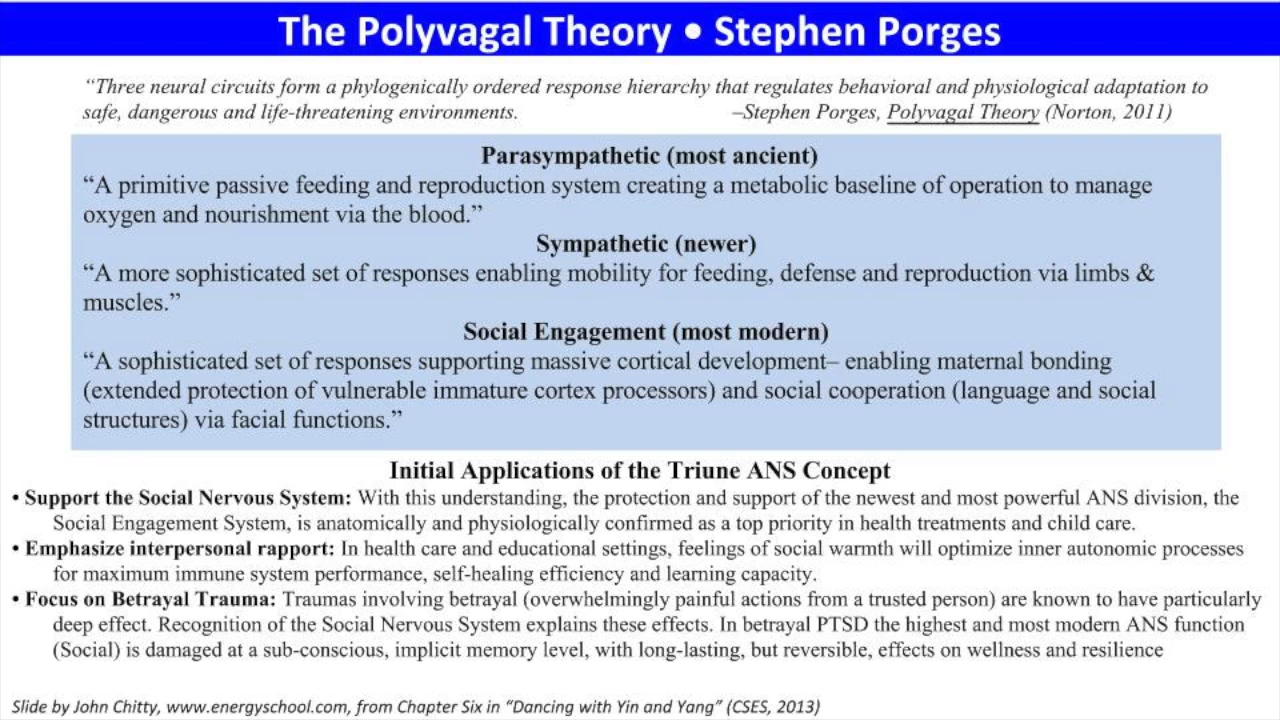 The Polyvagal Theory • Stephen Porges
“Three neural circuits form a phylogenically ordered response hierarchy that regulates behavioral and physiological adaptation to
safe, dangerous and life-threatening environments. –Stephen Porges, Polyvagal Theory (Norton, 2011)
Parasympathetic (most ancient)
“A primitive passive feeding and reproduction system creating a metabolic baseline of operation to manage
oxygen and nourishment via the blood.”
Sympathetic (newer)
“A more sophisticated set of responses enabling mobility for feeding, defense and reproduction via limbs &
muscles.”
Social Engagement (most modern)
“A sophisticated set of responses supporting massive cortical development– enabling maternal bonding
(extended protection of vulnerable immature cortex processors) and social cooperation (language and social
structures) via facial functions.”
Initial Applications of the Triune ANS Concept
• Support the Social Nervous System: With this understanding, the protection and support of the newest and most powerful ANS division, the
Social Engagement System, is anatomically and physiologically confirmed as a top priority in health treatments and child care.
• Emphasize interpersonal rapport: In health care and educational settings, feelings of social warmth will optimize inner autonomic processes
for maximum immune system performance, self-healing efficiency and learning capacity.
• Focus on Betrayal Trauma: Traumas involving betrayal (overwhelmingly painful actions from a trusted person) are known to have particularly
deep effect. Recognition of the Social Nervous System explains these effects. In betrayal PTSD the highest and most modern ANS function
(Social) is damaged at a sub-conscious, implicit memory level, with long-lasting, but reversible, effects on wellness and resilience
Slide by John Chitty, www.energyschool.com, from Chapter Six in “Dancing with Yin and Yang” (CSES, 2013)